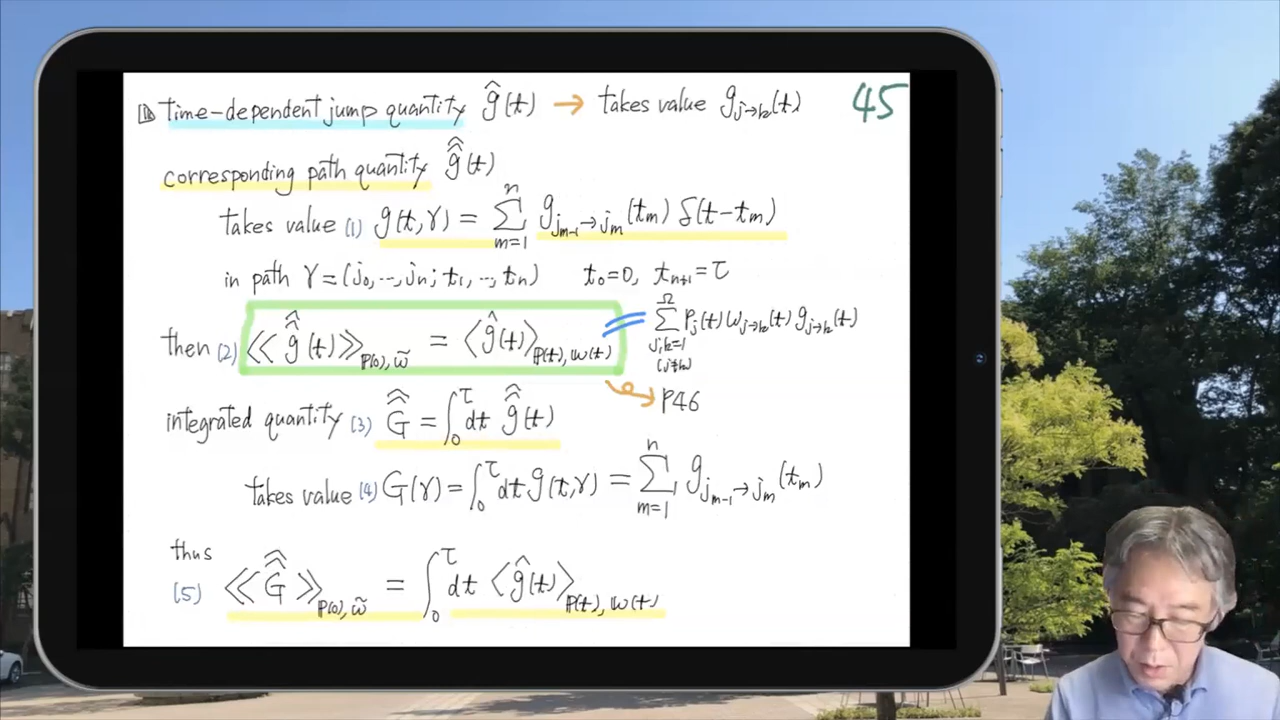 time-dependent jump quantity ĝ(t) → takes value g_{j→k}(t)
45
corresponding path quantity ĝ̂(t)
takes value (1) g(t,γ) = Σ_{m=1}^{n} g_{j_{m-1}→j_m}(t_m) δ(t-t_m)
in path γ = (j_0, ..., j_n; t_1, ..., t_n) t_0=0, t_{n+1}=τ
then (2) ⟨⟨ĝ̂(t)⟩⟩_{p(0), ω̃} = ⟨ĝ(t)⟩_{p(t), ω(t)}
Σ_{j,k=1 (j≠k)}^{Ω} p_j(t) ω_{j→k}(t) g_{j→k}(t)
→ p46
integrated quantity (3) Ĝ̂ = ∫_0^τ dt ĝ̂(t)
takes value (4) G(γ) = ∫_0^τ dt g(t,γ) = Σ_{m=1}^{n} g_{j_{m-1}→j_m}(t_m)
thus
(5) ⟨⟨Ĝ̂⟩⟩_{p(0), ω̃} = ∫_0^τ dt ⟨ĝ(t)⟩_{p(t), ω(t)}